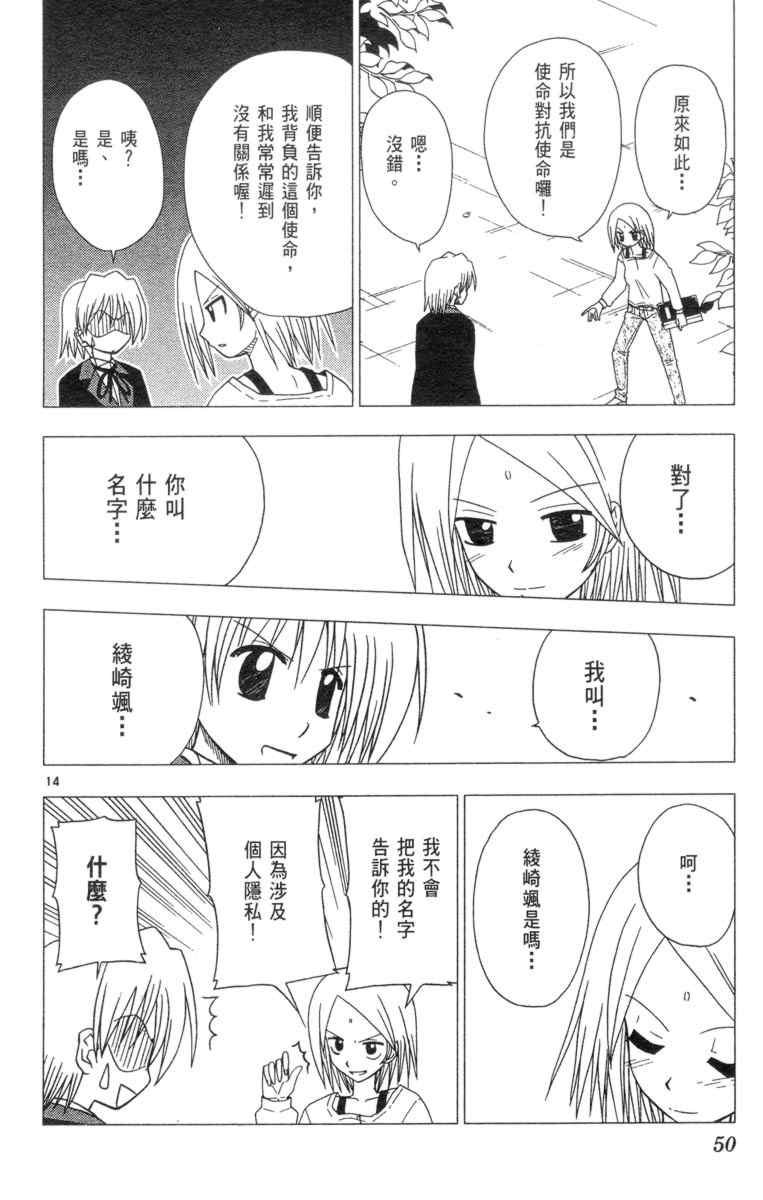 原來如此⋯
所以我們是
使命對抗使命囉！
嗯⋯
沒錯。
順便告訴你，
我背負的這個使命，
和我常常遲到
沒有關係喔！
咦？
是、
是嗎⋯
對了⋯
你叫
什麼
名字⋯
我叫⋯
綾崎颯⋯
14
呵⋯
綾崎颯是嗎⋯
我不會
把我的名字
告訴你的！
因為涉及
個人隱私！
什麼？
50